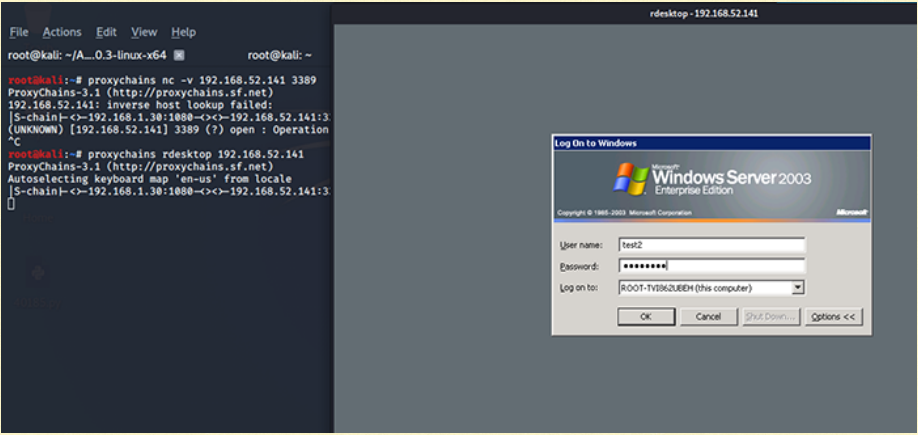 rdesktop - 192.168.52.141
File Actions Edit View Help
root@kali: ~/A....0.3-linux-x64 root@kali: ~
root@kali:~# proxychains nc -v 192.168.52.141 3389
ProxyChains-3.1 (http://proxychains.sf.net)
192.168.52.141: inverse host lookup failed:
|S-chain|-<>-192.168.1.30:1080-<><>-192.168.52.141:3
(UNKNOWN) [192.168.52.141] 3389 (?) open : Operation
^C
root@kali:~# proxychains rdesktop 192.168.52.141
ProxyChains-3.1 (http://proxychains.sf.net)
Autoselecting keyboard map 'en-us' from locale
|S-chain|-<>-192.168.1.30:1080-<><>-192.168.52.141:3
Log On to Windows
Microsoft
Windows Server 2003
Enterprise Edition
Copyright © 1985-2003 Microsoft Corporation Microsoft
User name: test2
Password: ••••••••
Log on to: ROOT-TVI862UBEH (this computer)
OK Cancel Shut Down... Options <<